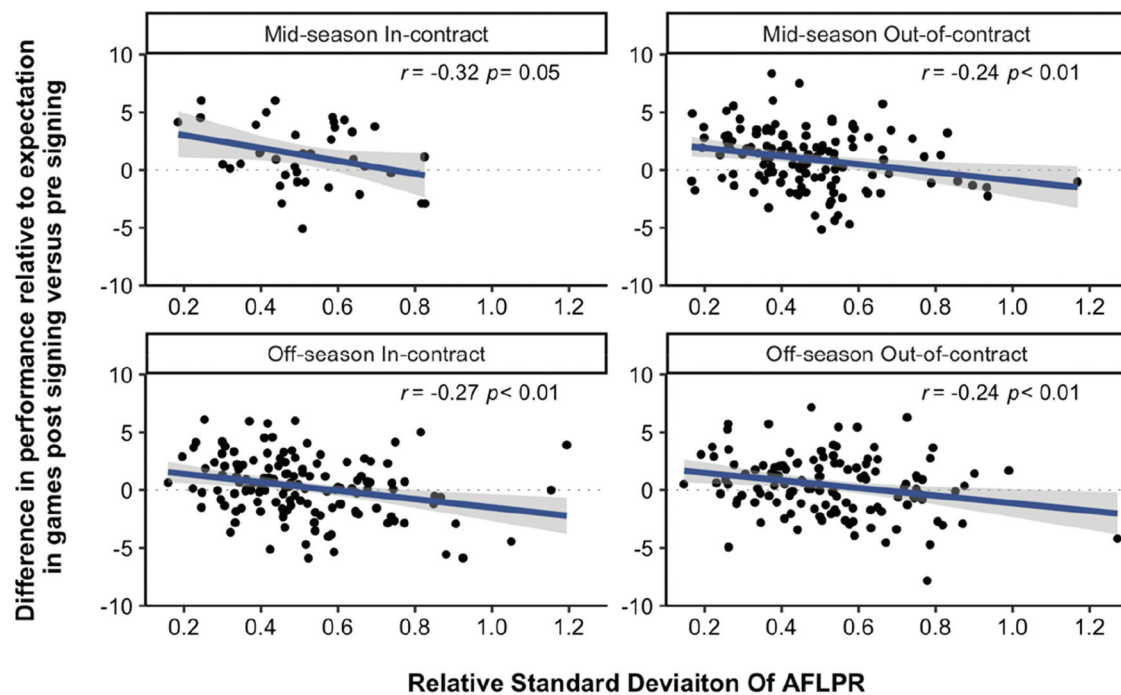 Difference in performance relative to expectation
in games post signing versus pre signing
Mid-season In-contract
r = -0.32 p= 0.05
10
5
0
-5
-10
0.2 0.4 0.6 0.8 1.0 1.2
Mid-season Out-of-contract
r = -0.24 p< 0.01
10
5
0
-5
-10
0.2 0.4 0.6 0.8 1.0 1.2
Off-season In-contract
r = -0.27 p< 0.01
10
5
0
-5
-10
0.2 0.4 0.6 0.8 1.0 1.2
Off-season Out-of-contract
r = -0.24 p< 0.01
10
5
0
-5
-10
0.2 0.4 0.6 0.8 1.0 1.2
Relative Standard Deviaiton Of AFLPR